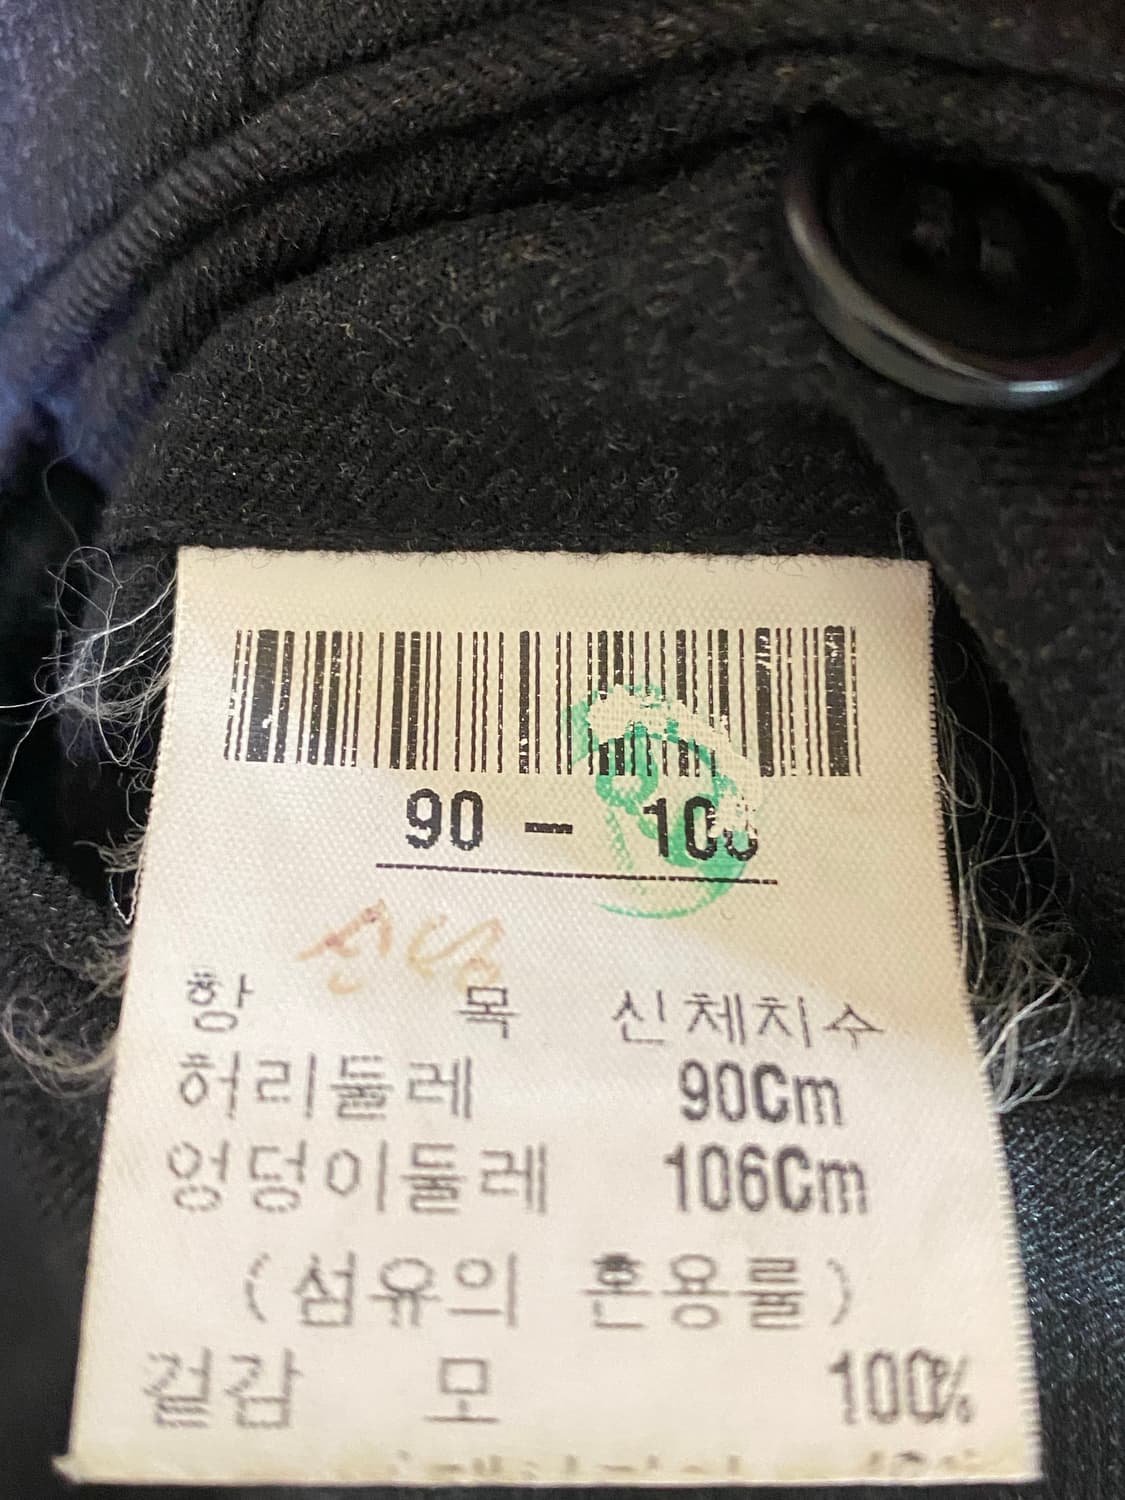 90 – 106
항 목 신체치수
허리둘레 90Cm
엉덩이둘레 106Cm
(섬유의 혼용률)
겉감 모 100%